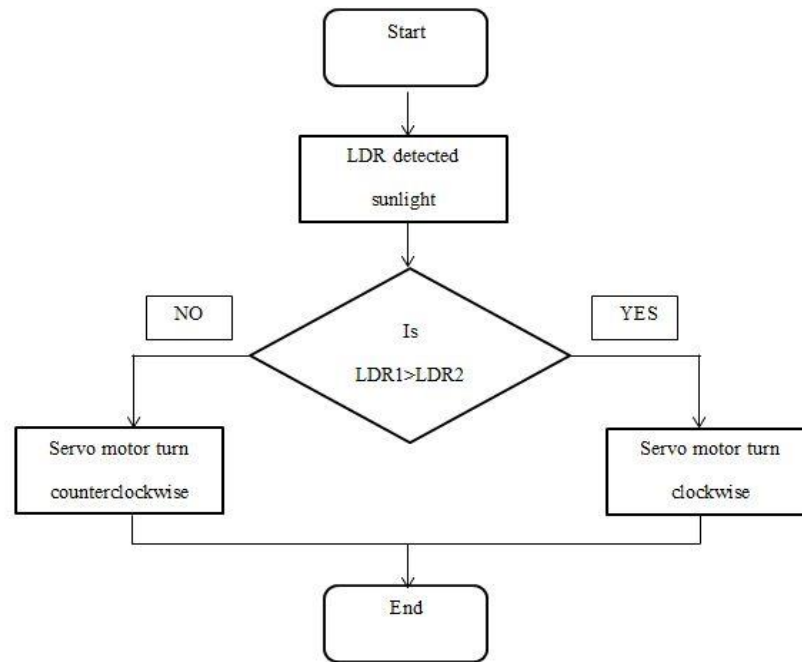 Start
LDR detected
sunlight
NO
YES
Is
LDR1>LDR2
Servo motor turn
counterclockwise
Servo motor turn
clockwise
End